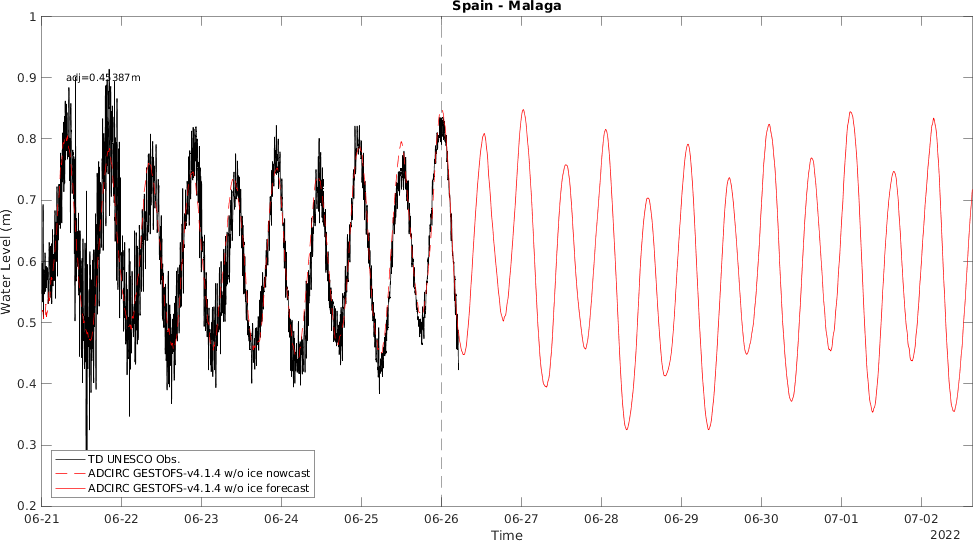 Spain - Malaga
1
0.9
0.8
0.7
0.6
0.5
0.4
0.3
0.2
Water Level (m)
adj=0.45387m
TD UNESCO Obs.
ADCIRC GESTOFS-v4.1.4 w/o ice nowcast
ADCIRC GESTOFS-v4.1.4 w/o ice forecast
06-21 06-22 06-23 06-24 06-25 06-26 06-27 06-28 06-29 06-30 07-01 07-02
Time
2022